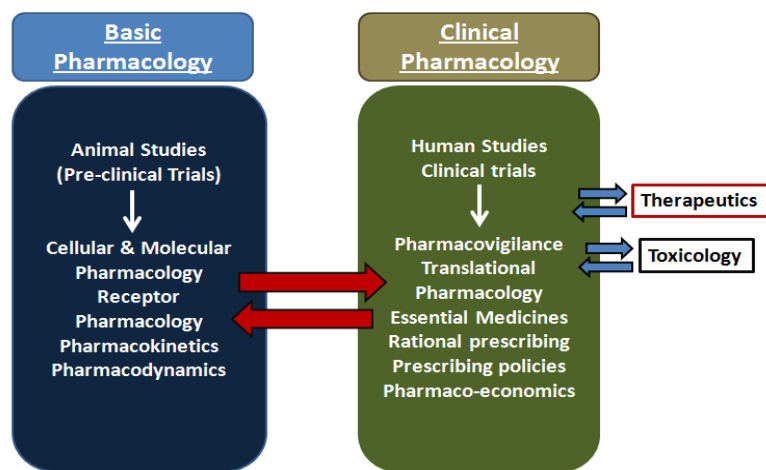 Basic
Pharmacology
Animal Studies
(Pre-clinical Trials)
Cellular & Molecular
Pharmacology
Receptor
Pharmacology
Pharmacokinetics
Pharmacodynamics
Clinical
Pharmacology
Human Studies
Clinical trials
Pharmacovigilance
Translational
Pharmacology
Essential Medicines
Rational prescribing
Prescribing policies
Pharmaco-economics
Therapeutics
Toxicology